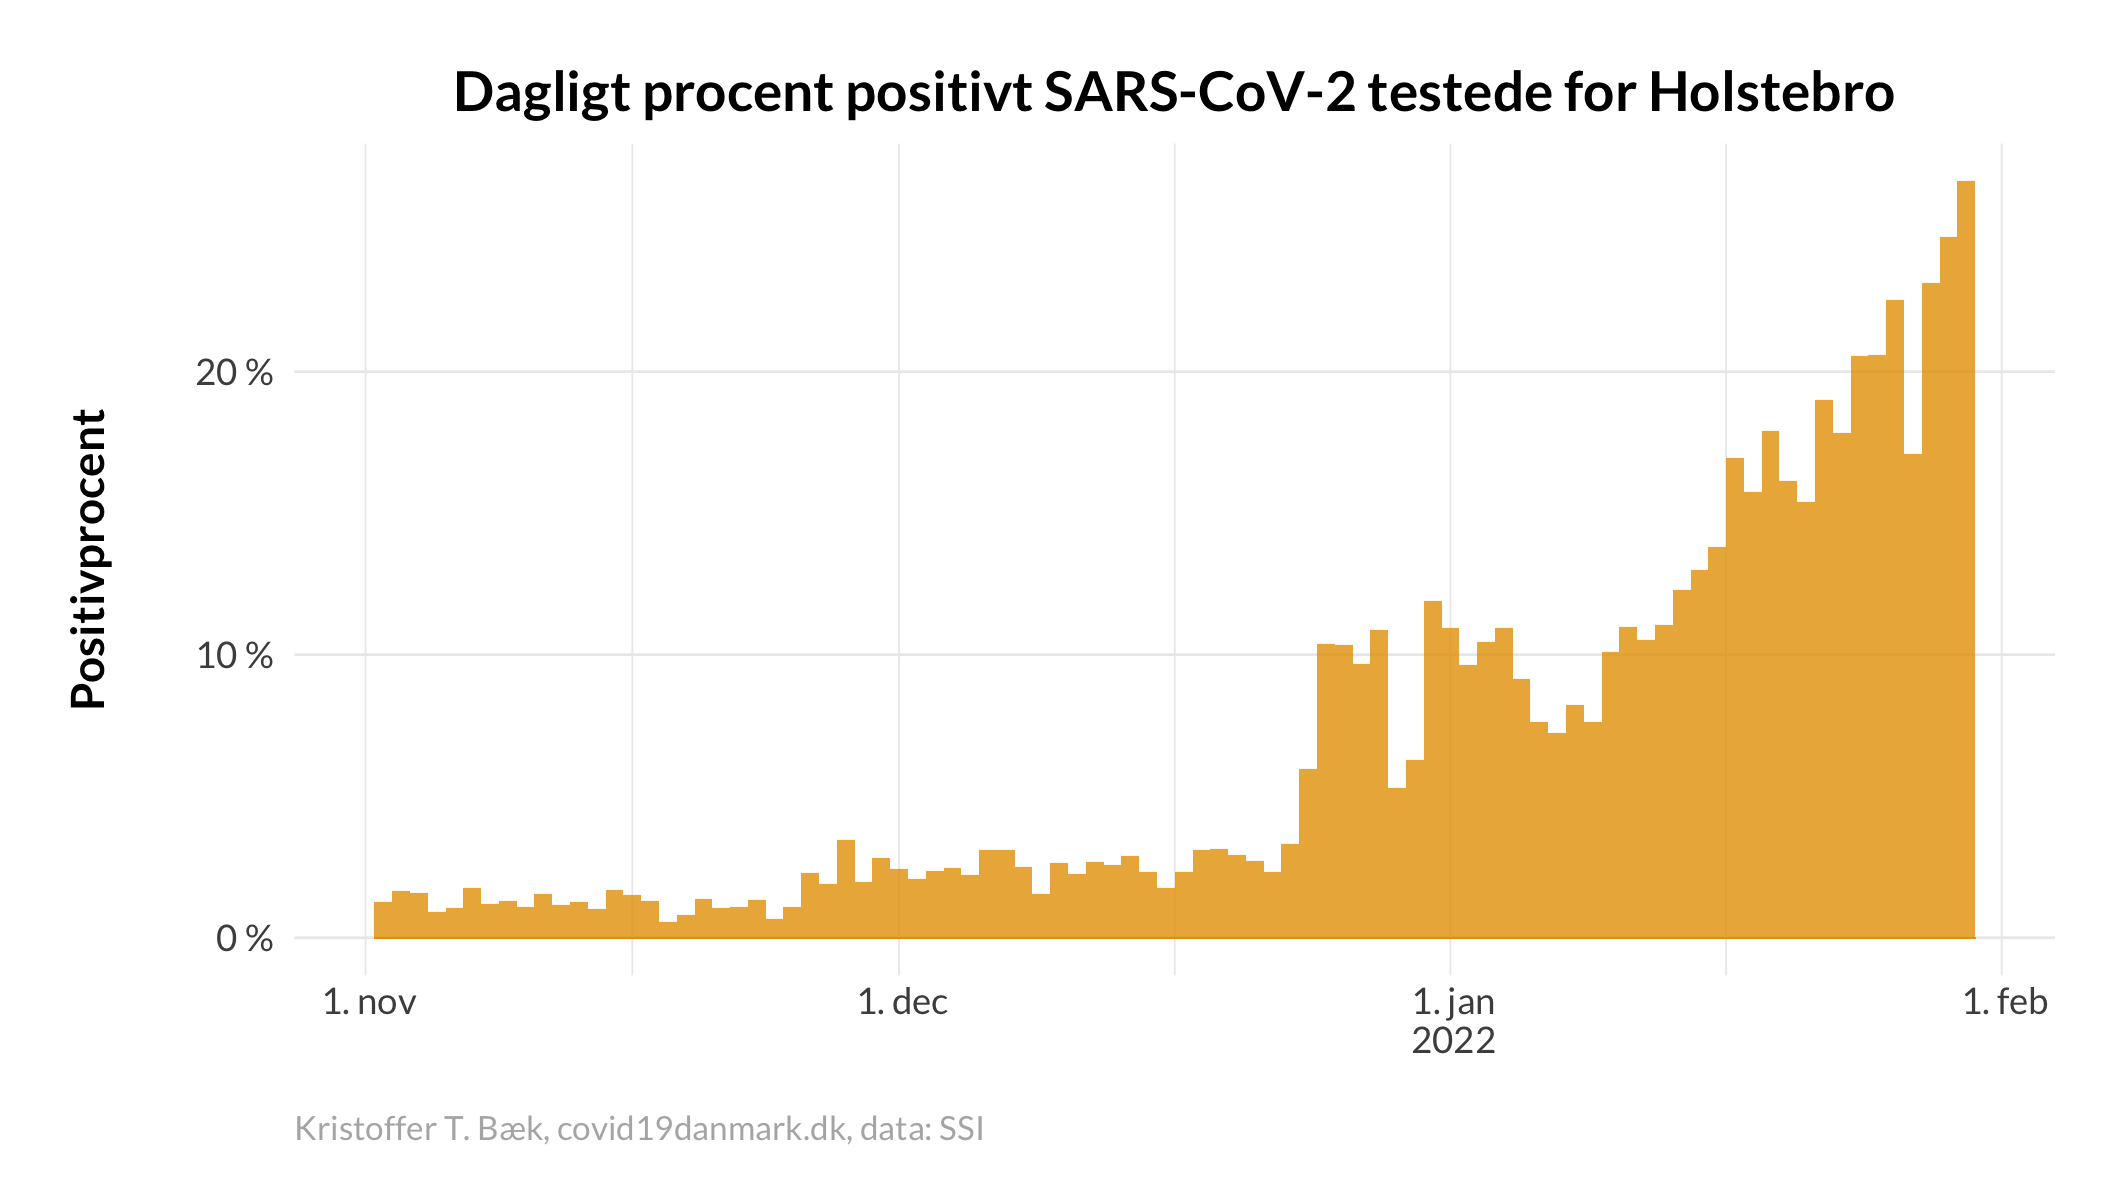 Dagligt procent positivt SARS-CoV-2 testede for Holstebro
Positivprocent
20 %
10 %
0 %
1. nov
1. dec
1. jan
2022
1. feb
Kristoffer T. Bæk, covid19danmark.dk, data: SSI